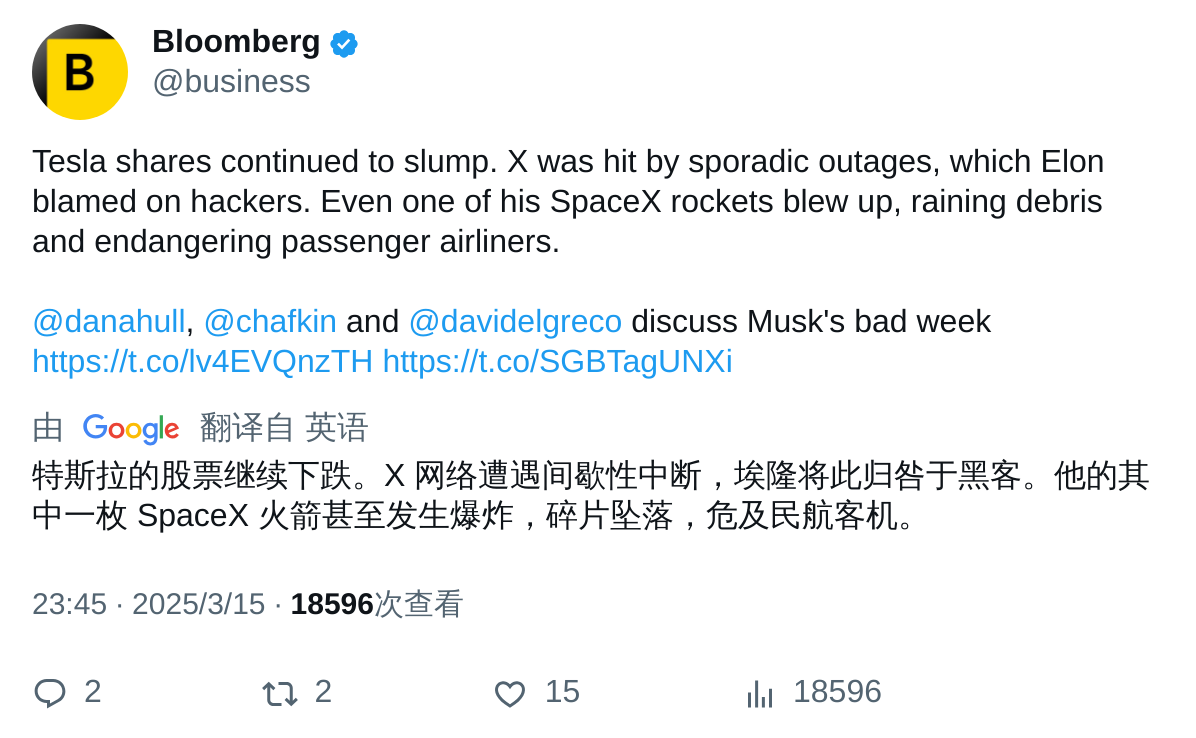 B
Bloomberg
@business
Tesla shares continued to slump. X was hit by sporadic outages, which Elon
blamed on hackers. Even one of his SpaceX rockets blew up, raining debris
and endangering passenger airliners.
@danahull, @chafkin and @davidelgreco discuss Musk's bad week
https://t.co/lv4EVQnzTH https://t.co/SGBTagUNXi
由 Google 翻译自 英语
特斯拉的股票继续下跌。X 网络遭遇间歇性中断，埃隆将此归咎于黑客。他的其
中一枚 SpaceX 火箭甚至发生爆炸，碎片坠落，危及民航客机。
23:45 · 2025/3/15 · 18596次查看
2 2 15 18596